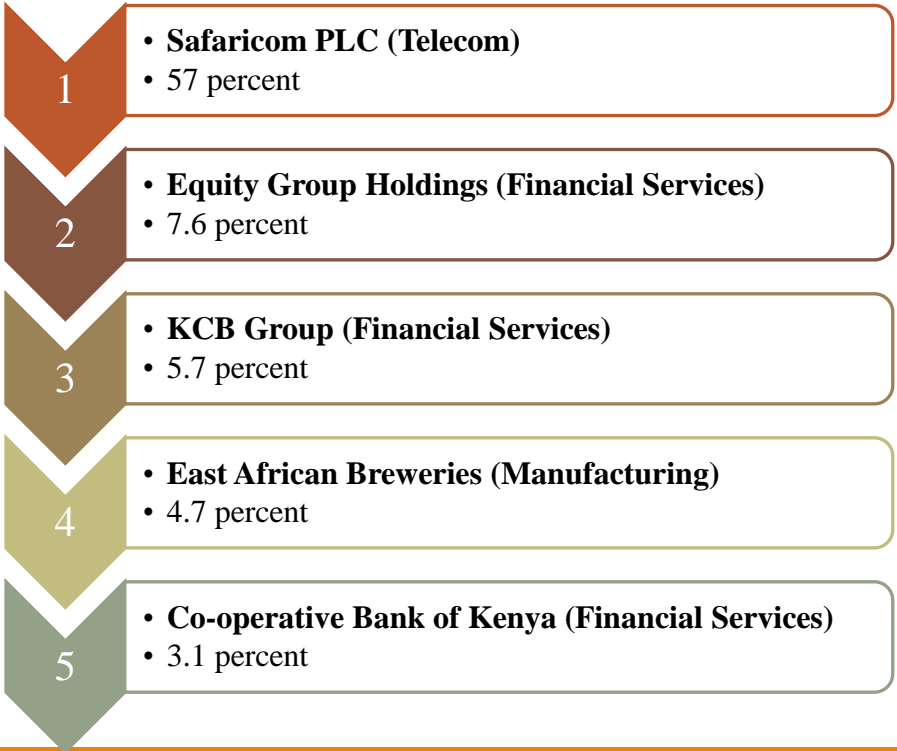 1
• Safaricom PLC (Telecom)
• 57 percent
2
• Equity Group Holdings (Financial Services)
• 7.6 percent
3
• KCB Group (Financial Services)
• 5.7 percent
4
• East African Breweries (Manufacturing)
• 4.7 percent
5
• Co-operative Bank of Kenya (Financial Services)
• 3.1 percent